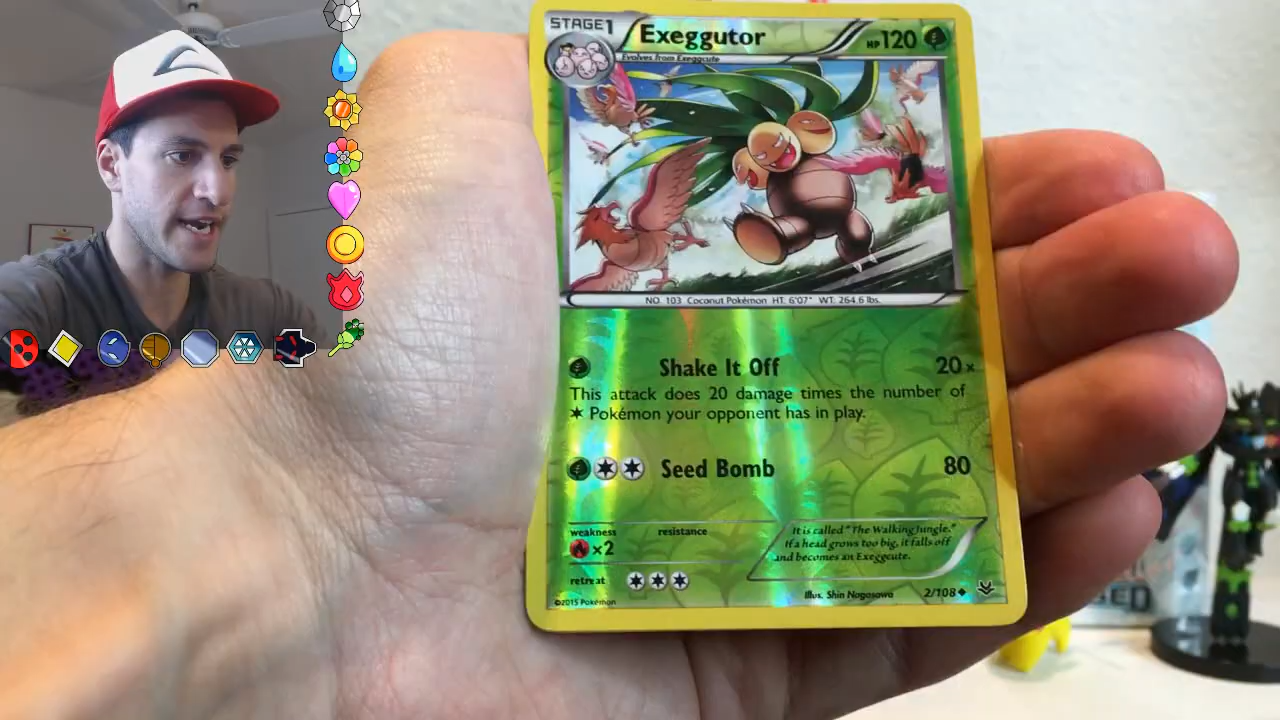 STAGE1
Exeggutor
HP120
Evolves from Exeggcute
NO. 103 Coconut Pokémon HT. 6'07" WT. 264.6 lbs.
Shake It Off 20×
This attack does 20 damage times the number of
Pokémon your opponent has in play.
Seed Bomb 80
weakness resistance
×2
It is called "The Walking Jungle."
If a head grows too big, it falls off
and becomes an Exeggcute.
retreat
©2015 Pokémon
Illus. Shin Nagasawa
2/108